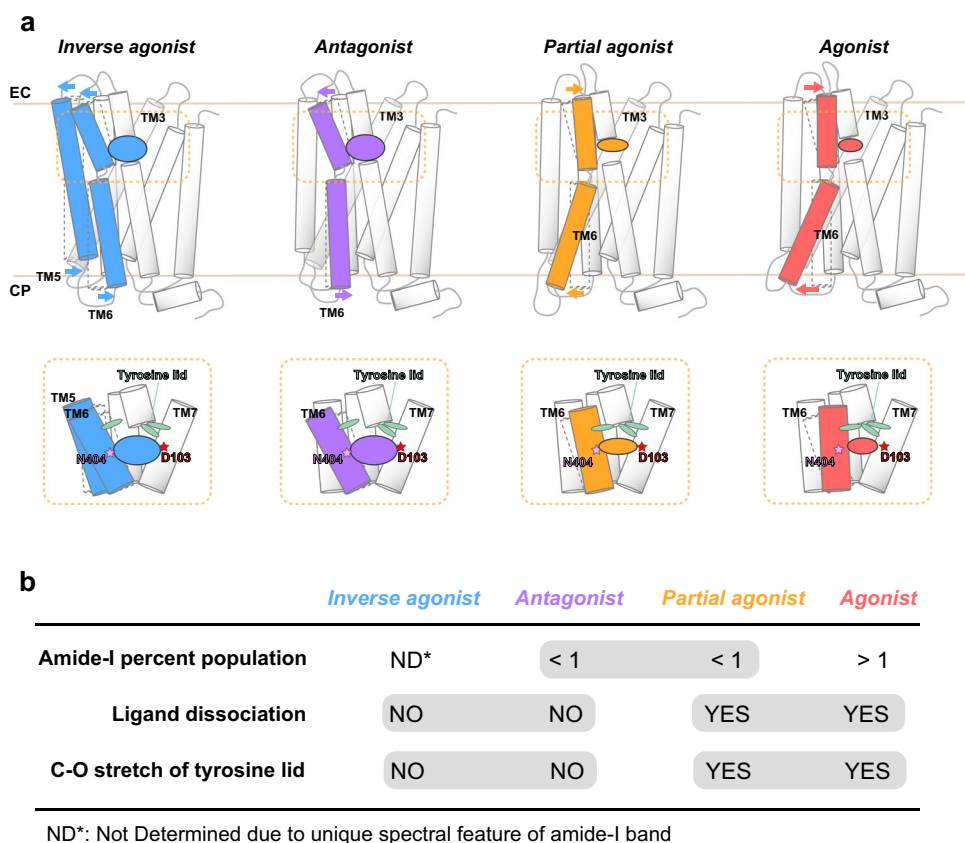 a
Inverse agonist Antagonist Partial agonist Agonist
EC
TM3 TM3 TM3 TM3
TM6 TM6
TM5
CP
TM6 TM6
Tyrosine lid Tyrosine lid Tyrosine lid Tyrosine lid
TM5
TM6 TM7 TM6 TM7 TM6 TM7 TM6 TM7
N404 D103 N404 D103 N404 D103 N404 D103
b
Inverse agonist Antagonist Partial agonist Agonist
Amide-I percent population ND* < 1 < 1 > 1
Ligand dissociation NO NO YES YES
C-O stretch of tyrosine lid NO NO YES YES
ND*: Not Determined due to unique spectral feature of amide-I band